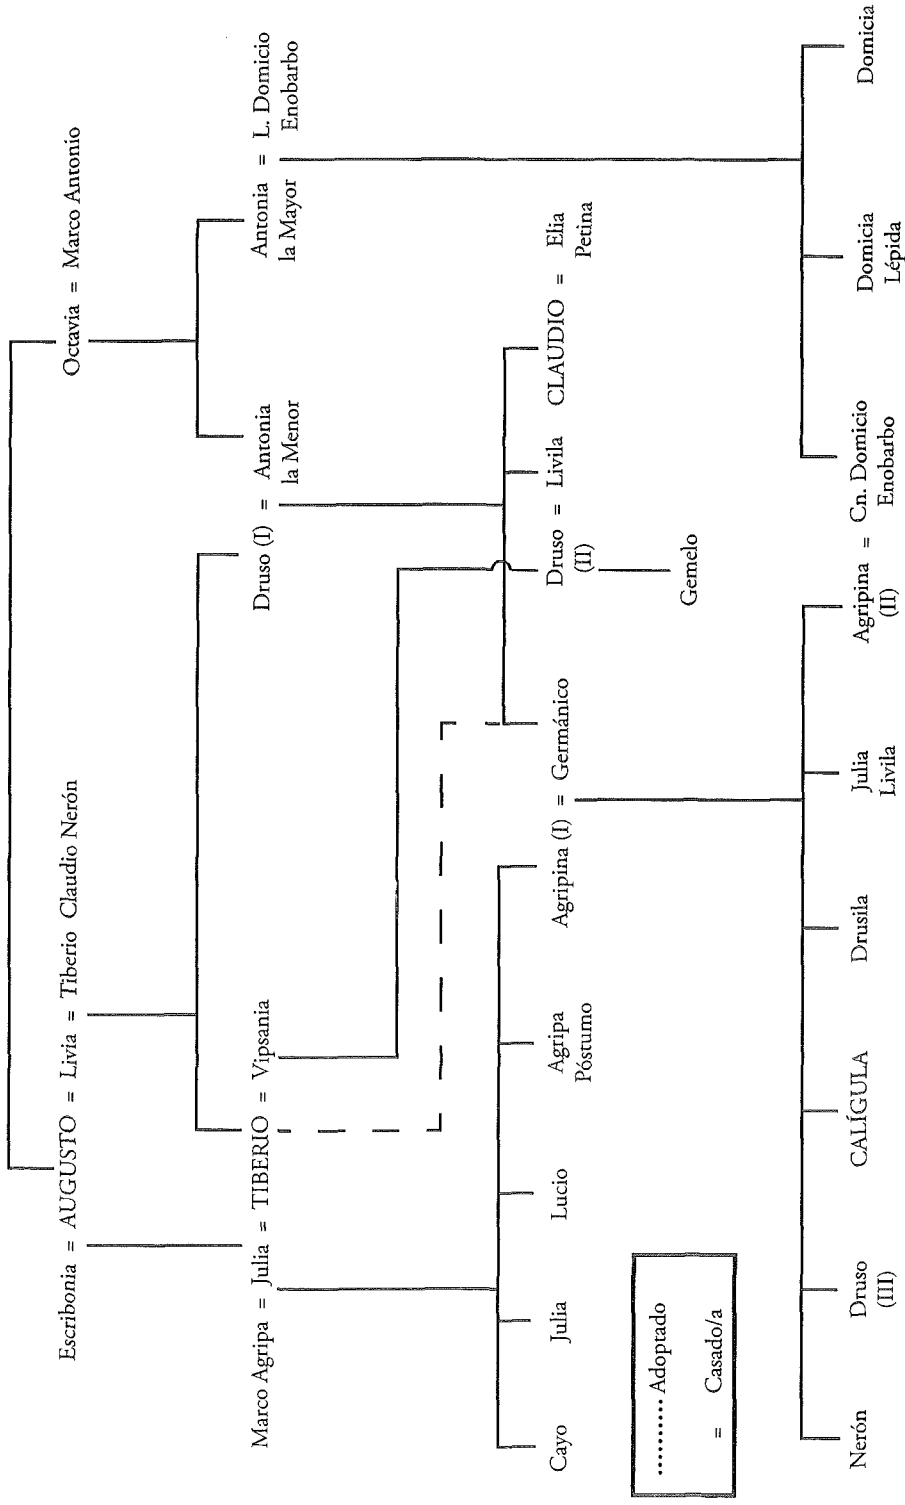 Escribonia = AUGUSTO = Livia = Tiberio Claudio Nerón
Octavia = Marco Antonio
Marco Agripa = Julia = TIBERIO = Vipsania
Druso (I) = Antonia
la Menor
Antonia = L. Domicio
la Mayor Enobarbo
Cayo
Julia
Lucio
Agripa
Póstumo
Agripina (I) = Germánico
Druso = Livila
(II)
CLAUDIO = Elia
Petina
Gemelo
Nerón
Druso
(III)
CALÍGULA
Drusila
Julia
Livila
Agripina = Cn. Domicio
(II) Enobarbo
Domicia
Lépida
Domicia
.......... Adoptado
= Casado/a